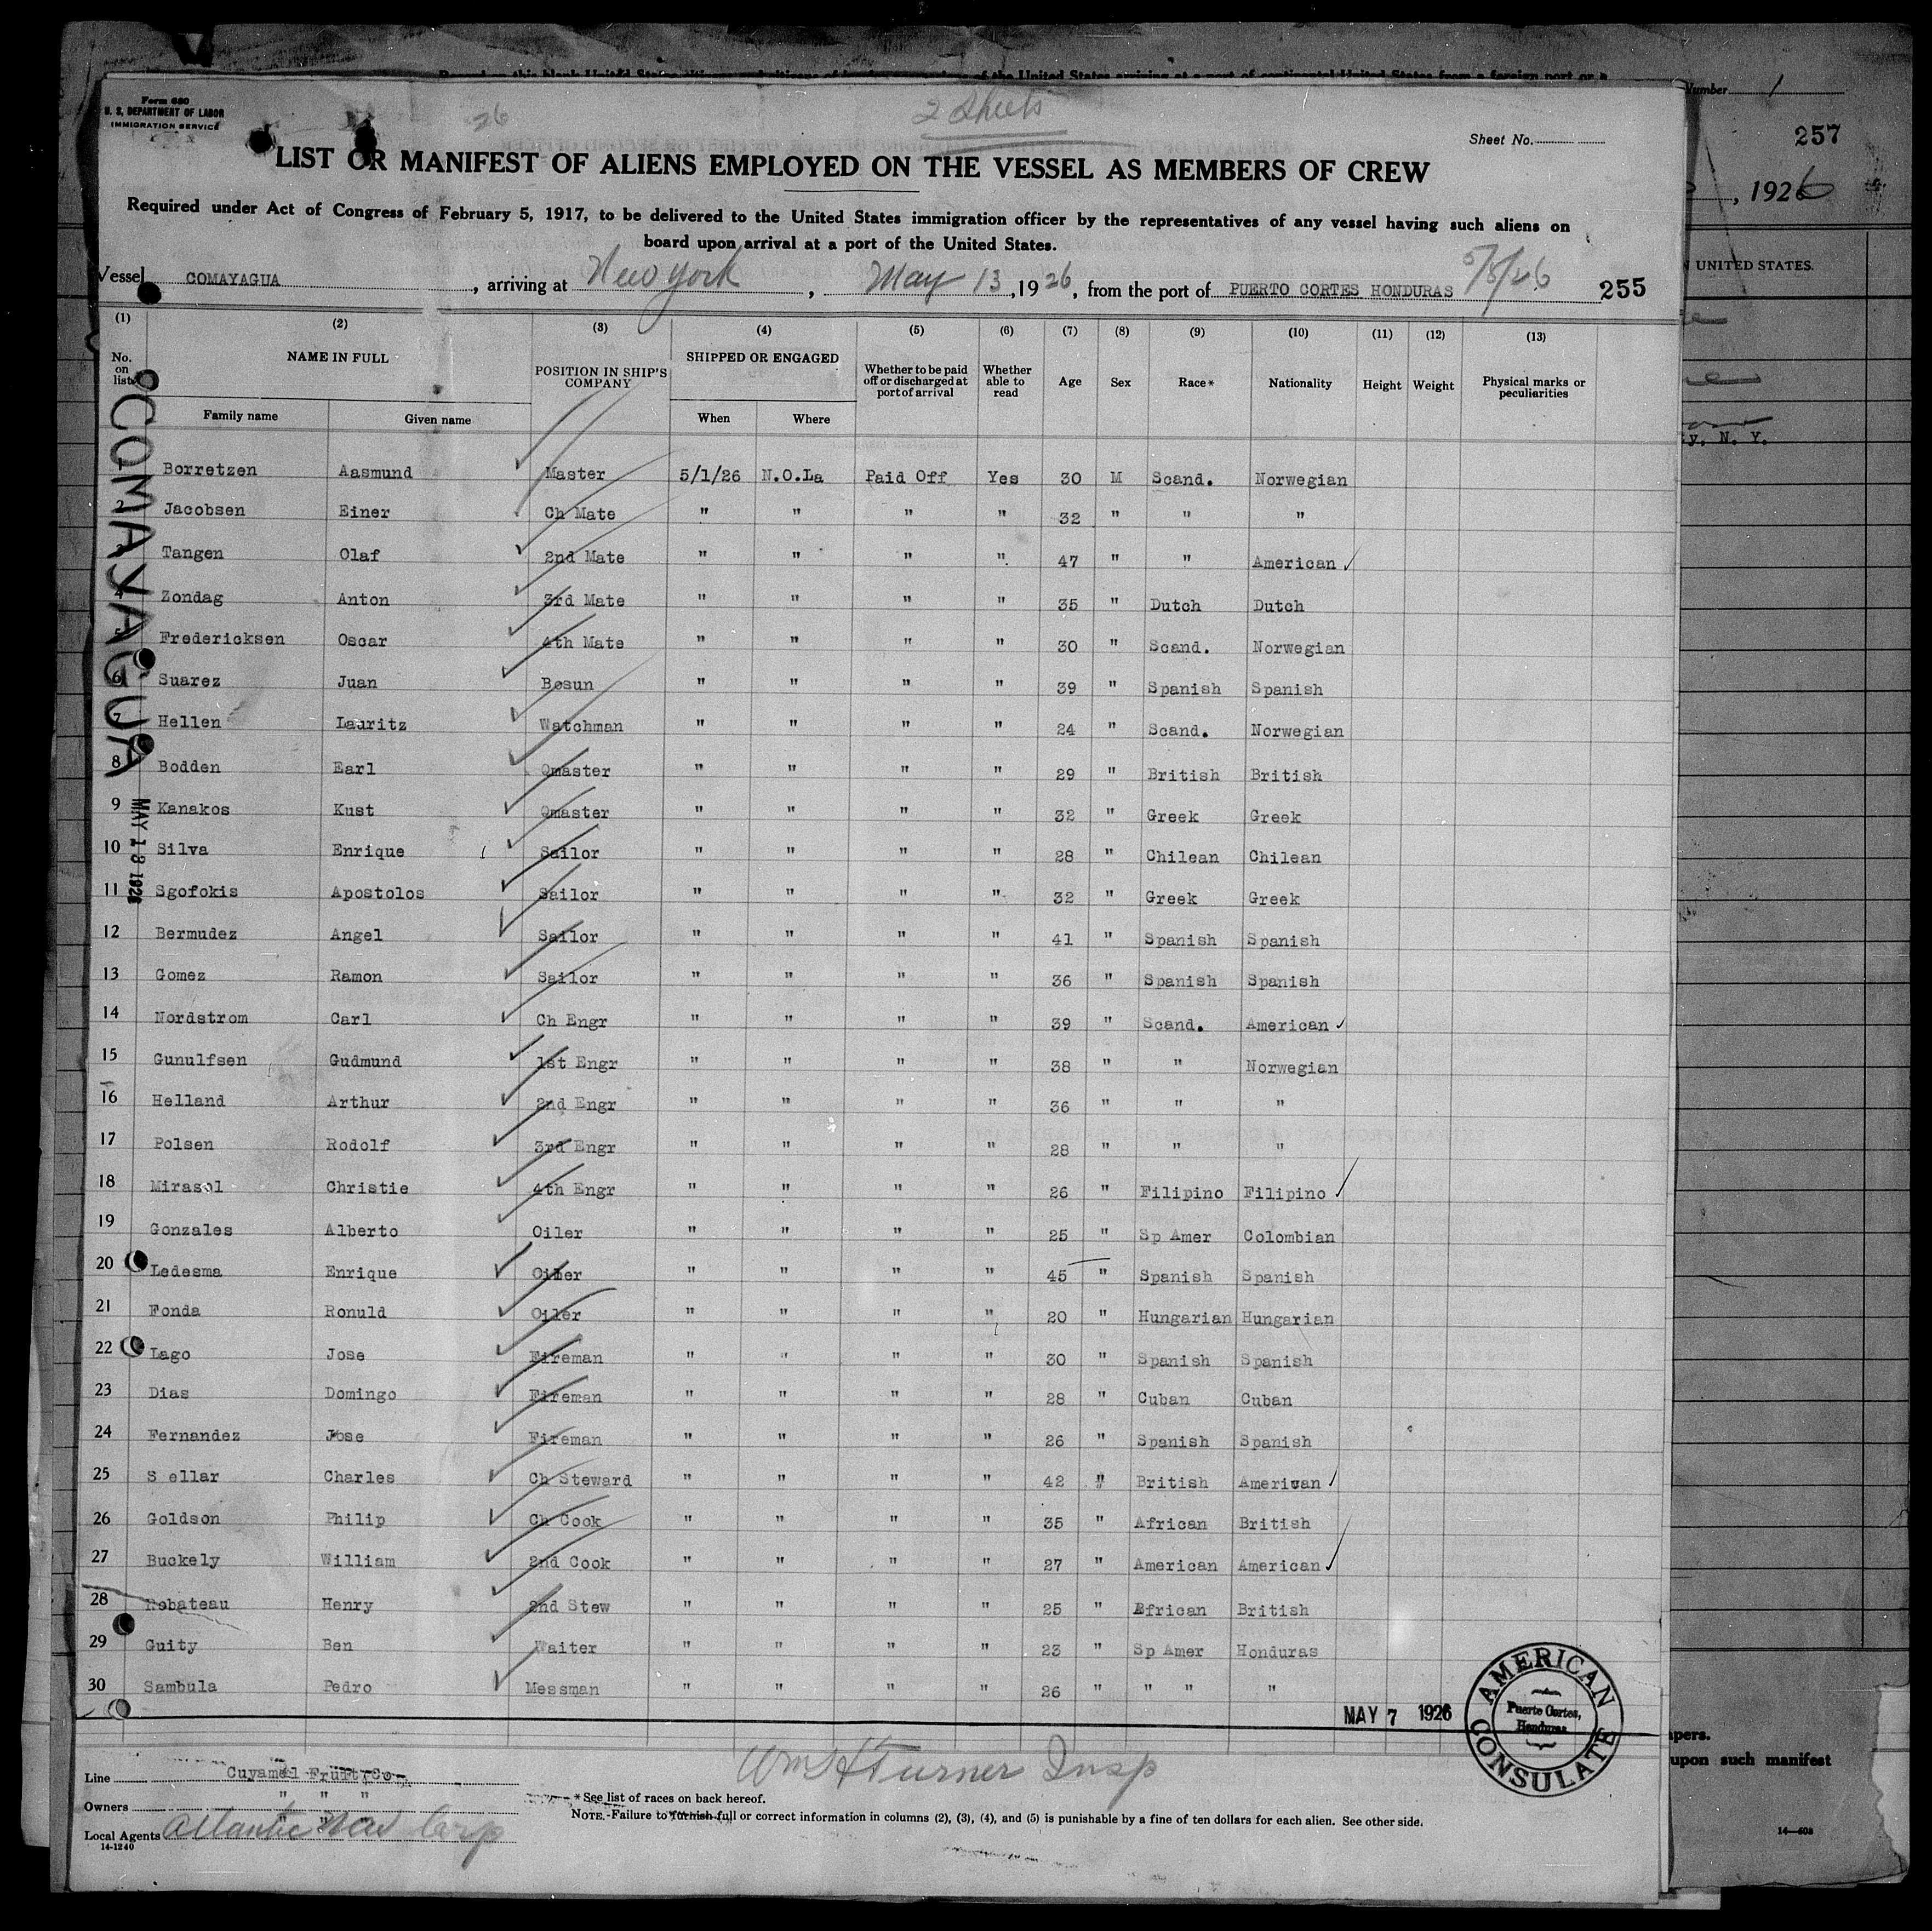 Form 680
U. S. DEPARTMENT OF LABOR
IMMIGRATION SERVICE
26
2 Sheets
Sheet No.
Number 1
257
LIST OR MANIFEST OF ALIENS EMPLOYED ON THE VESSEL AS MEMBERS OF CREW
, 1926
Required under Act of Congress of February 5, 1917, to be delivered to the United States immigration officer by the representatives of any vessel having such aliens on
board upon arrival at a port of the United States.
UNITED STATES.
Vessel COMAYAGUA, arriving at New York, May 13, 1926, from the port of PUERTO CORTES HONDURAS 5/8/26 255
(1) (2) (3) (4) (5) (6) (7) (8) (9) (10) (11) (12) (13)
No. on list NAME IN FULL POSITION IN SHIP'S COMPANY SHIPPED OR ENGAGED Whether to be paid off or discharged at port of arrival Whether able to read Age Sex Race* Nationality Height Weight Physical marks or peculiarities
Family name Given name When Where
y, N. Y.
COMAYAGUA
MAY 13 1926
Borretzen Aasmund Master 5/1/26 N.O.La Paid Off Yes 30 M Scand. Norwegian
2 Jacobsen Einer Ch Mate " " " " 32 " " "
3 Tangen Olaf 2nd Mate " " " " 47 " " American ✓
4 Zondag Anton 3rd Mate " " " " 35 " Dutch Dutch
5 Fredericksen Oscar 4th Mate " " " " 30 " Scand. Norwegian
6 Suarez Juan Bosun " " " " 39 " Spanish Spanish
7 Hellen Lauritz Watchman " " " " 24 " Scand. Norwegian
8 Bodden Earl Qmaster " " " " 29 " British British
9 Kanakos Kust Qmaster " " " " 32 " Greek Greek
10 Silva Enrique Sailor " " " " 28 " Chilean Chilean
11 Sgofokis Apostolos Sailor " " " " 32 " Greek Greek
12 Bermudez Angel Sailor " " " " 41 " Spanish Spanish
13 Gomez Ramon Sailor " " " " 36 " Spanish Spanish
14 Nordstrom Carl Ch Engr " " " " 39 " Scand. American ✓
15 Gunulfsen Gudmund 1st Engr " " " " 38 " " Norwegian
16 Helland Arthur 2nd Engr " " " " 36 " " "
17 Polsen Rodolf 3rd Engr " " " " 28 " " "
18 Mirasol Christie 4th Engr " " " " 26 " Filipino Filipino ✓
19 Gonzales Alberto Oiler " " " " 25 " Sp Amer Colombian
20 Ledesma Enrique Oiler " " " " 45 " Spanish Spanish
21 Fonda Ronuld Oiler " " " " 20 " Hungarian Hungarian
22 Lago Jose Fireman " " " " 30 " Spanish Spanish
23 Dias Domingo Fireman " " " " 28 " Cuban Cuban
24 Fernandez Jose Fireman " " " " 26 " Spanish Spanish
25 S ellar Charles Ch Steward " " " " 42 " British American ✓
26 Goldson Philip Ch Cook " " " " 35 " African British
27 Buckely William 2nd Cook " " " " 27 " American American ✓
28 Robateau Henry 2nd Stew " " " " 25 " African British
29 Guity Ben Waiter " " " " 23 " Sp Amer Honduras
30 Sambula Pedro Messman " " " " 26 " " " "
MAY 7 1926
AMERICAN CONSULATE
Puerto Cortes,
Honduras
apers.
upon such manifest
Line Cuyamel Fruit Co
Wm H Turner Insp
* See list of races on back hereof.
Owners " " "
NOTE.-Failure to furnish full or correct information in columns (2), (3), (4), and (5) is punishable by a fine of ten dollars for each alien. See other side.
Local Agents Atlantic Nav Corp
14-1240
14-608